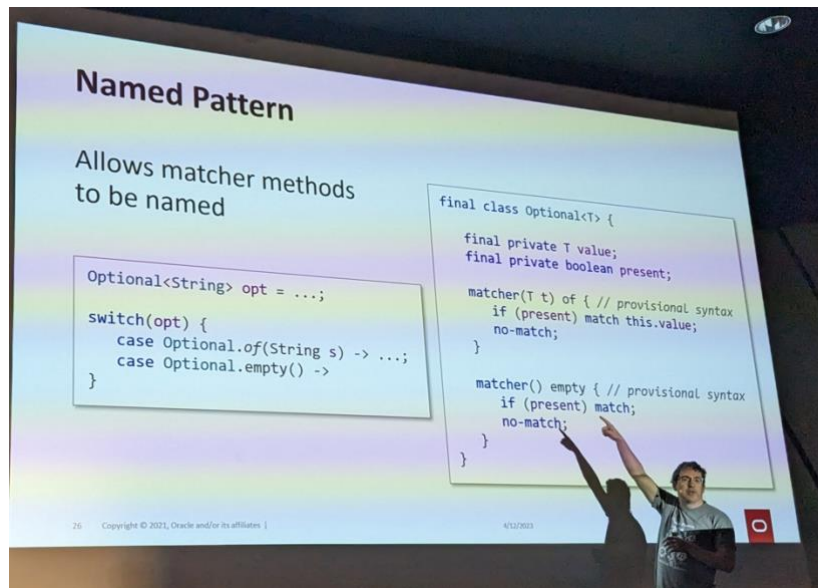 Named Pattern
Allows matcher methods
to be named
Optional<String> opt = ...;
switch(opt) {
case Optional.of(String s) -> ...;
case Optional.empty() ->
}
final class Optional<T> {
final private T value;
final private boolean present;
matcher(T t) of { // provisional syntax
if (present) match this.value;
no-match;
}
matcher() empty { // provisional syntax
if (present) match;
no-match;
}
}
26 Copyright © 2021, Oracle and/or its affiliates |
4/12/2023